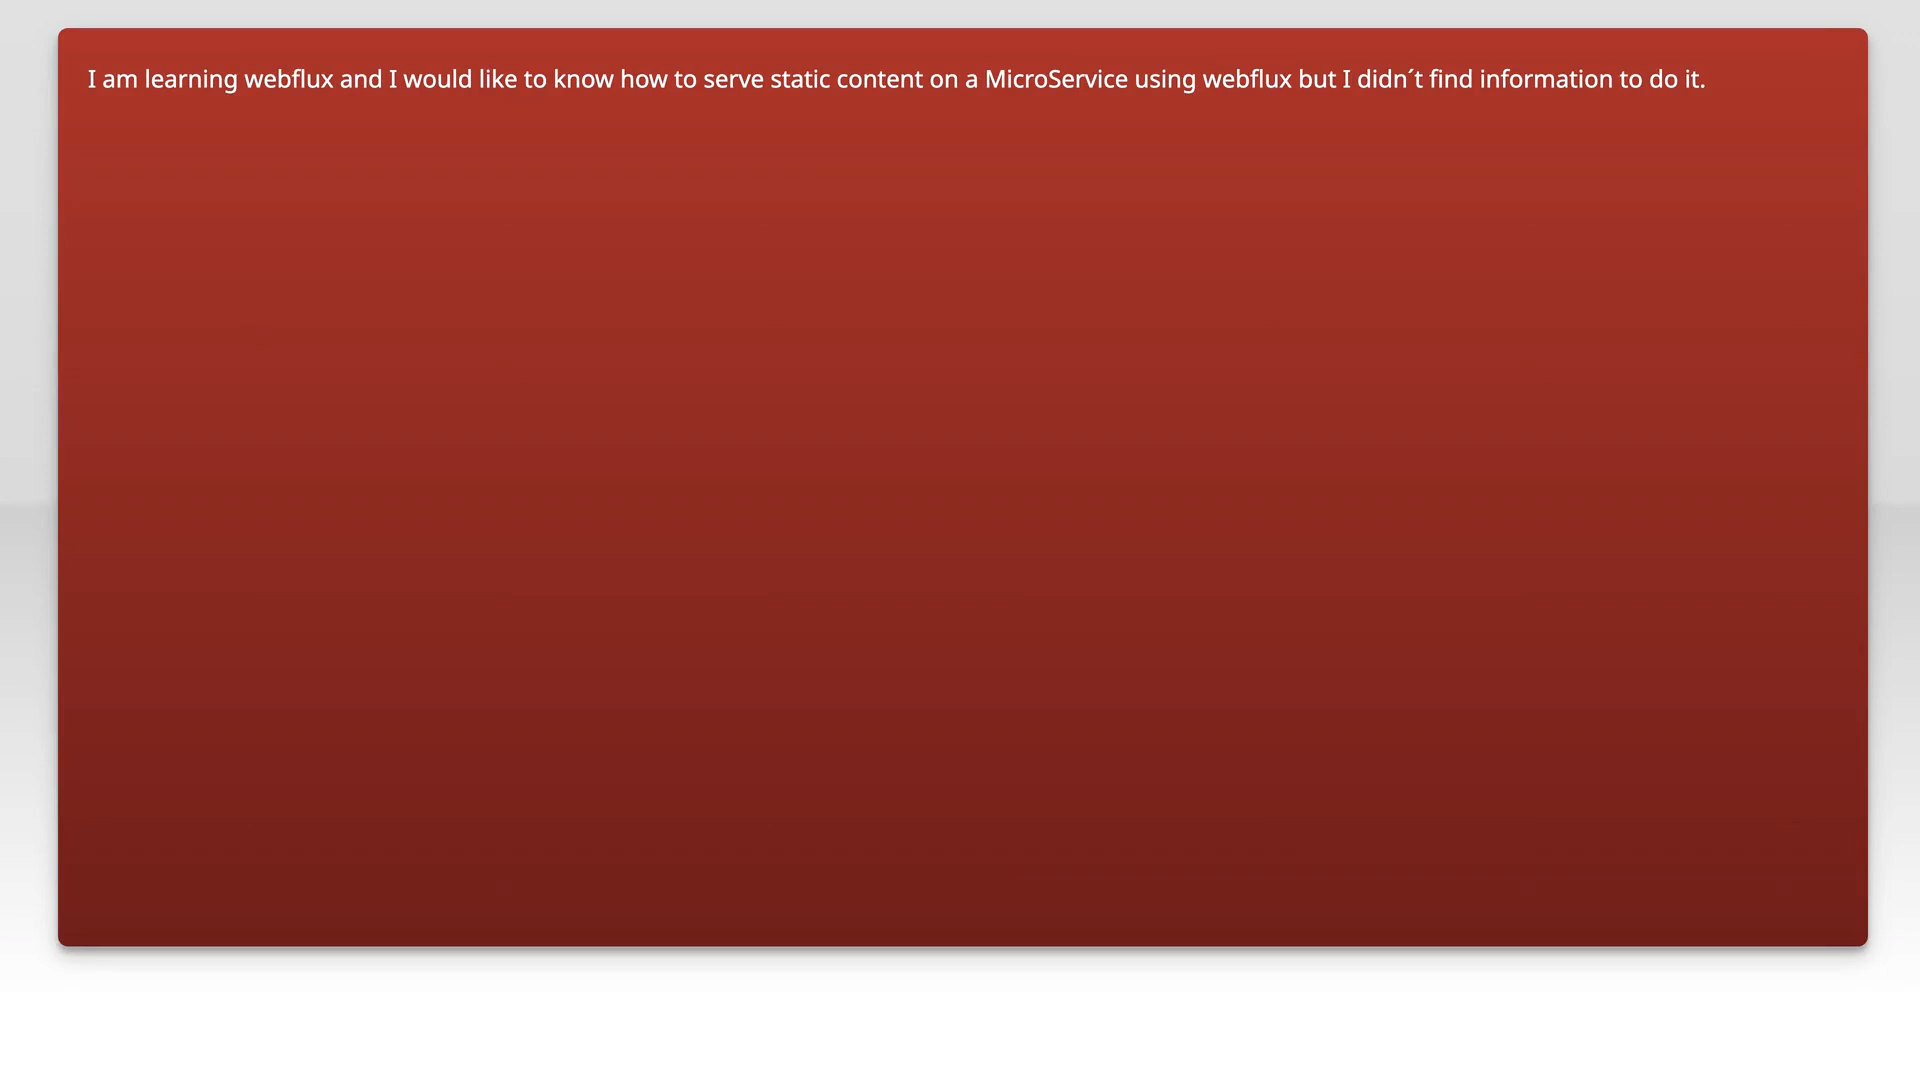 I am learning webflux and I would like to know how to serve static content on a MicroService using webflux but I didn´t find information to do it.